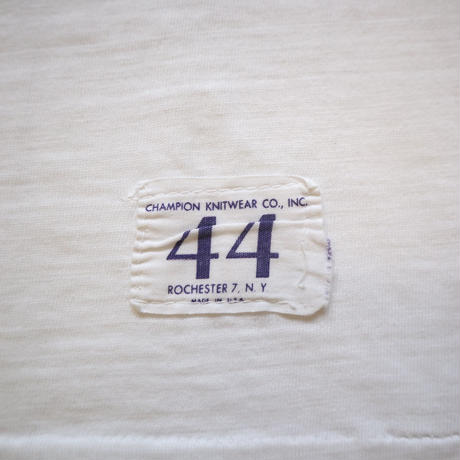 CHAMPION KNITWEAR CO., INC.
44
ROCHESTER 7, N. Y
MADE IN U.S.A.